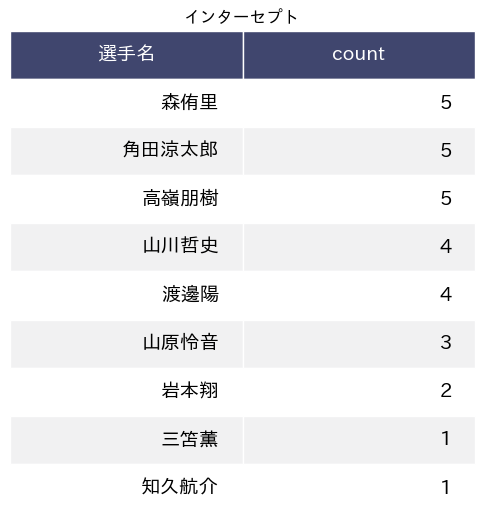 インターセプト
選手名 count
森侑里 5
角田涼太郎 5
高嶺朋樹 5
山川哲史 4
渡邊陽 4
山原怜音 3
岩本翔 2
三笘薫 1
知久航介 1